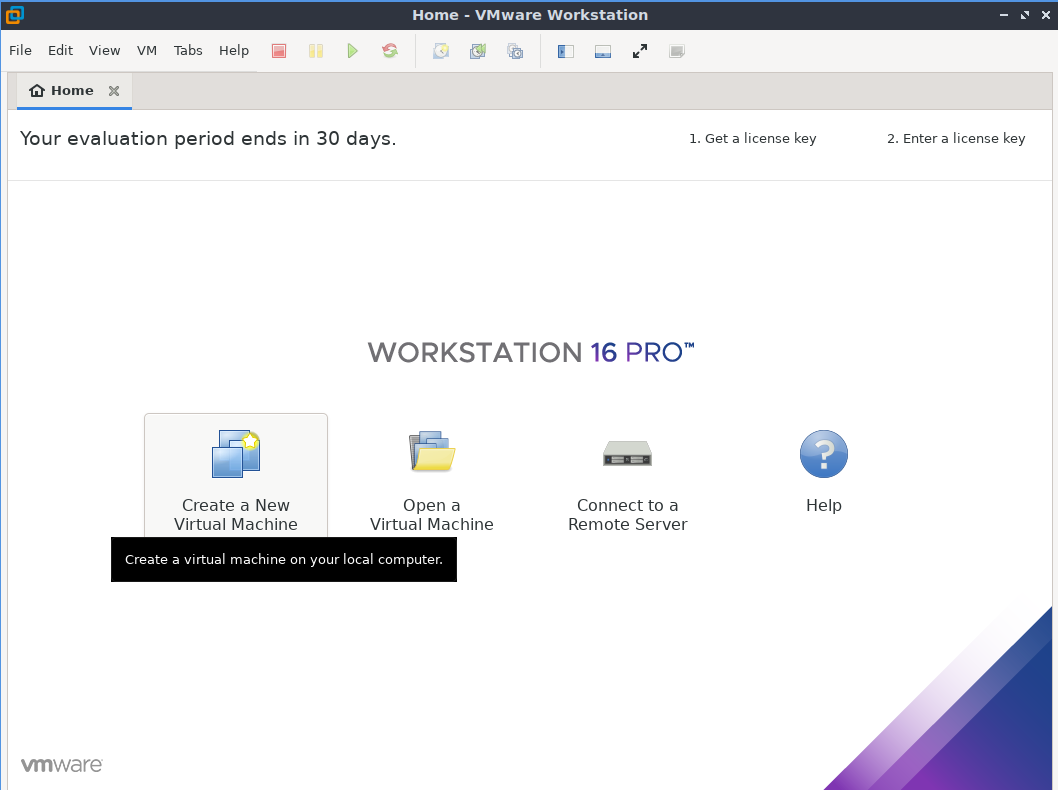 Home - VMware Workstation
File Edit View VM Tabs Help
Home
Your evaluation period ends in 30 days.
1. Get a license key
2. Enter a license key
WORKSTATION 16 PRO™
Create a New
Virtual Machine
Open a
Virtual Machine
Connect to a
Remote Server
Help
Create a virtual machine on your local computer.
vmware